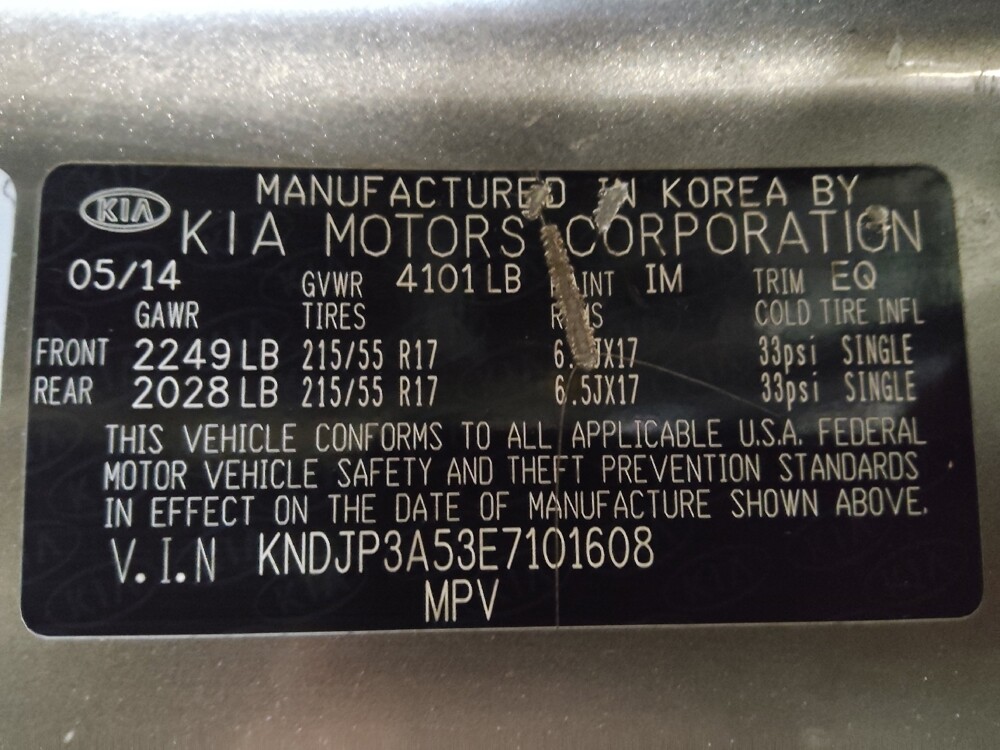 KIA
MANUFACTURED IN KOREA BY
KIA MOTORS CORPORATION
05/14 GVWR 4101 LB PAINT IM TRIM EQ
GAWR TIRES RIMS COLD TIRE INFL
FRONT 2249 LB 215/55 R17 6.5JX17 33psi SINGLE
REAR 2028 LB 215/55 R17 6.5JX17 33psi SINGLE
THIS VEHICLE CONFORMS TO ALL APPLICABLE U.S.A. FEDERAL
MOTOR VEHICLE SAFETY AND THEFT PREVENTION STANDARDS
IN EFFECT ON THE DATE OF MANUFACTURE SHOWN ABOVE.
V.I.N KNDJP3A53E7101608
MPV